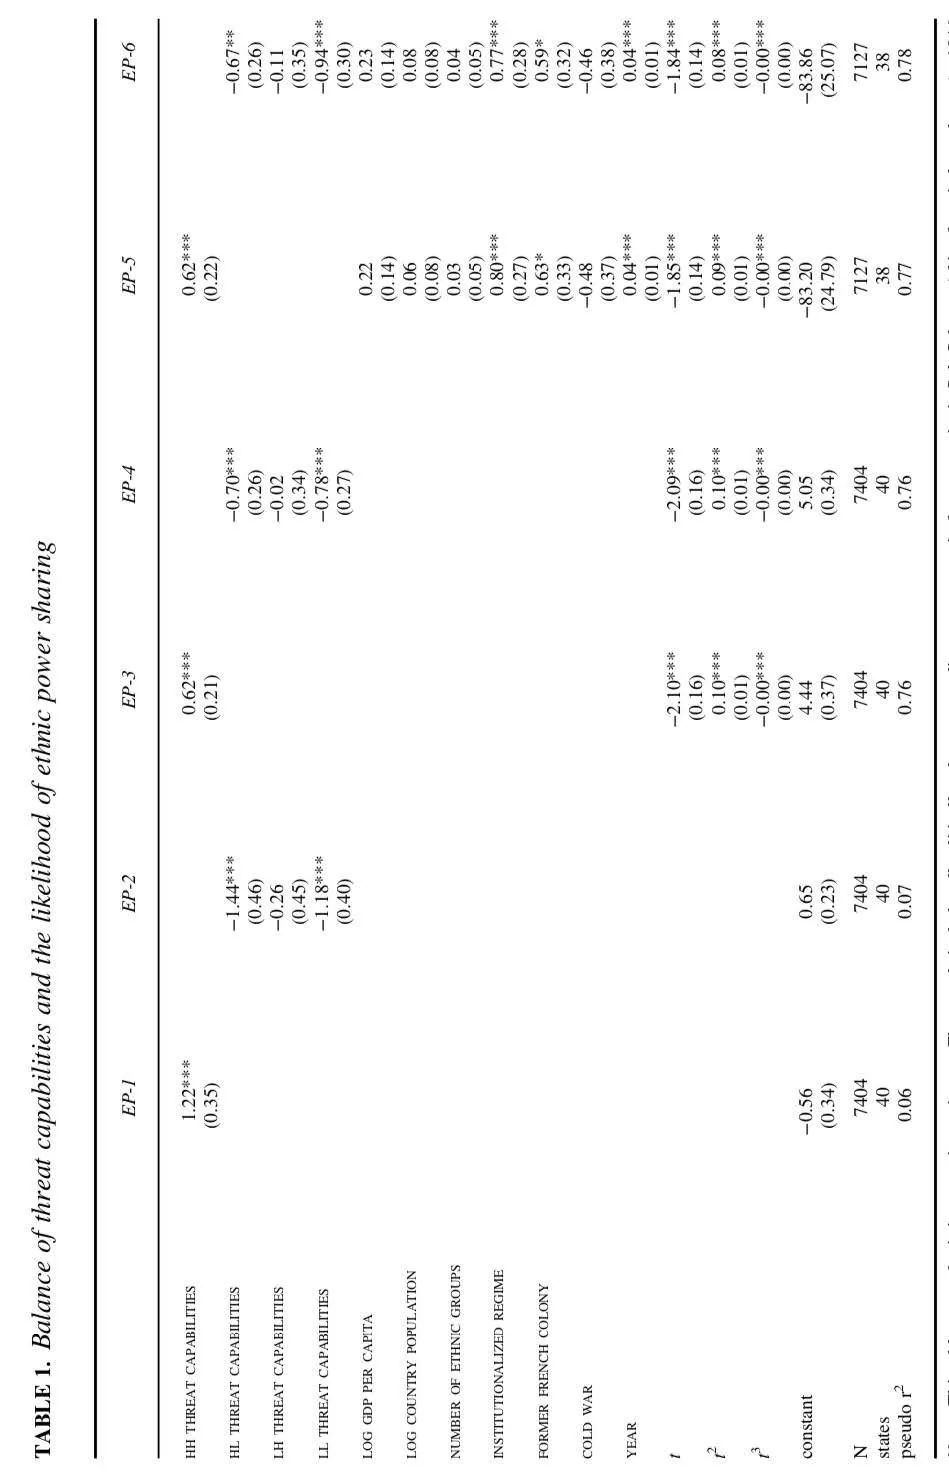 TABLE 1. Balance of threat capabilities and the likelihood of ethnic power sharing
EP-1 EP-2 EP-3 EP-4 EP-5 EP-6
HH THREAT CAPABILITIES 1.22*** 0.62*** 0.62***
(0.35) (0.21) (0.22)
HL THREAT CAPABILITIES −1.44*** −0.70*** −0.67**
(0.46) (0.26) (0.26)
LH THREAT CAPABILITIES −0.26 −0.02 −0.11
(0.45) (0.34) (0.35)
LL THREAT CAPABILITIES −1.18*** −0.78*** −0.94***
(0.40) (0.27) (0.30)
LOG GDP PER CAPITA 0.22 0.23
(0.14) (0.14)
LOG COUNTRY POPULATION 0.06 0.08
(0.08) (0.08)
NUMBER OF ETHNIC GROUPS 0.03 0.04
(0.05) (0.05)
INSTITUTIONALIZED REGIME 0.80*** 0.77***
(0.27) (0.28)
FORMER FRENCH COLONY 0.63* 0.59*
(0.33) (0.32)
COLD WAR −0.48 −0.46
(0.37) (0.38)
YEAR 0.04*** 0.04***
(0.01) (0.01)
t −2.10*** −2.09*** −1.85*** −1.84***
(0.16) (0.16) (0.14) (0.14)
t² 0.10*** 0.10*** 0.09*** 0.08***
(0.01) (0.01) (0.01) (0.01)
t³ −0.00*** −0.00*** −0.00*** −0.00***
(0.00) (0.00) (0.00) (0.00)
constant −0.56 0.65 4.44 5.05 −83.20 −83.86
(0.34) (0.23) (0.37) (0.34) (24.79) (25.07)
N 7404 7404 7404 7404 7127 7127
states 40 40 40 40 38 38
pseudo r² 0.06 0.07 0.76 0.76 0.77 0.78